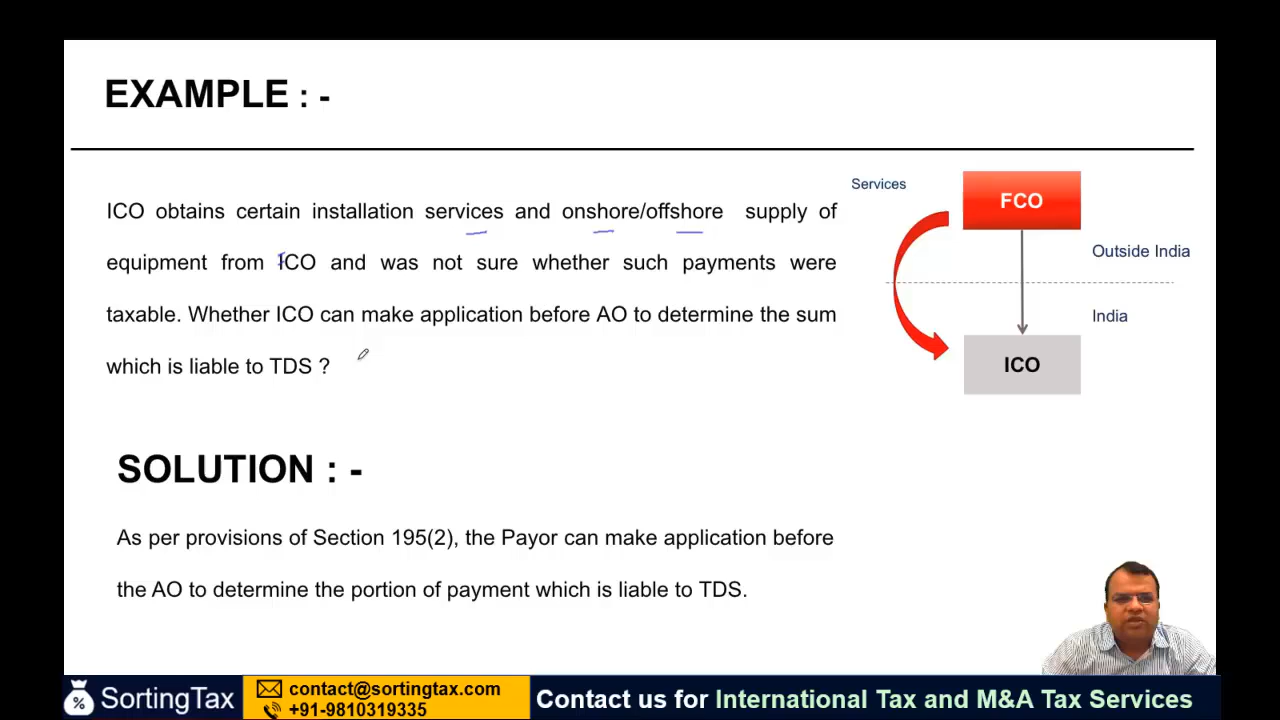 EXAMPLE : -
ICO obtains certain installation services and onshore/offshore supply of
equipment from FCO and was not sure whether such payments were
taxable. Whether ICO can make application before AO to determine the sum
which is liable to TDS ?
Services
FCO
Outside India
India
ICO
SOLUTION : -
As per provisions of Section 195(2), the Payor can make application before
the AO to determine the portion of payment which is liable to TDS.
%
SortingTax
contact@sortingtax.com
+91-9810319335
Contact us for International Tax and M&A Tax Services